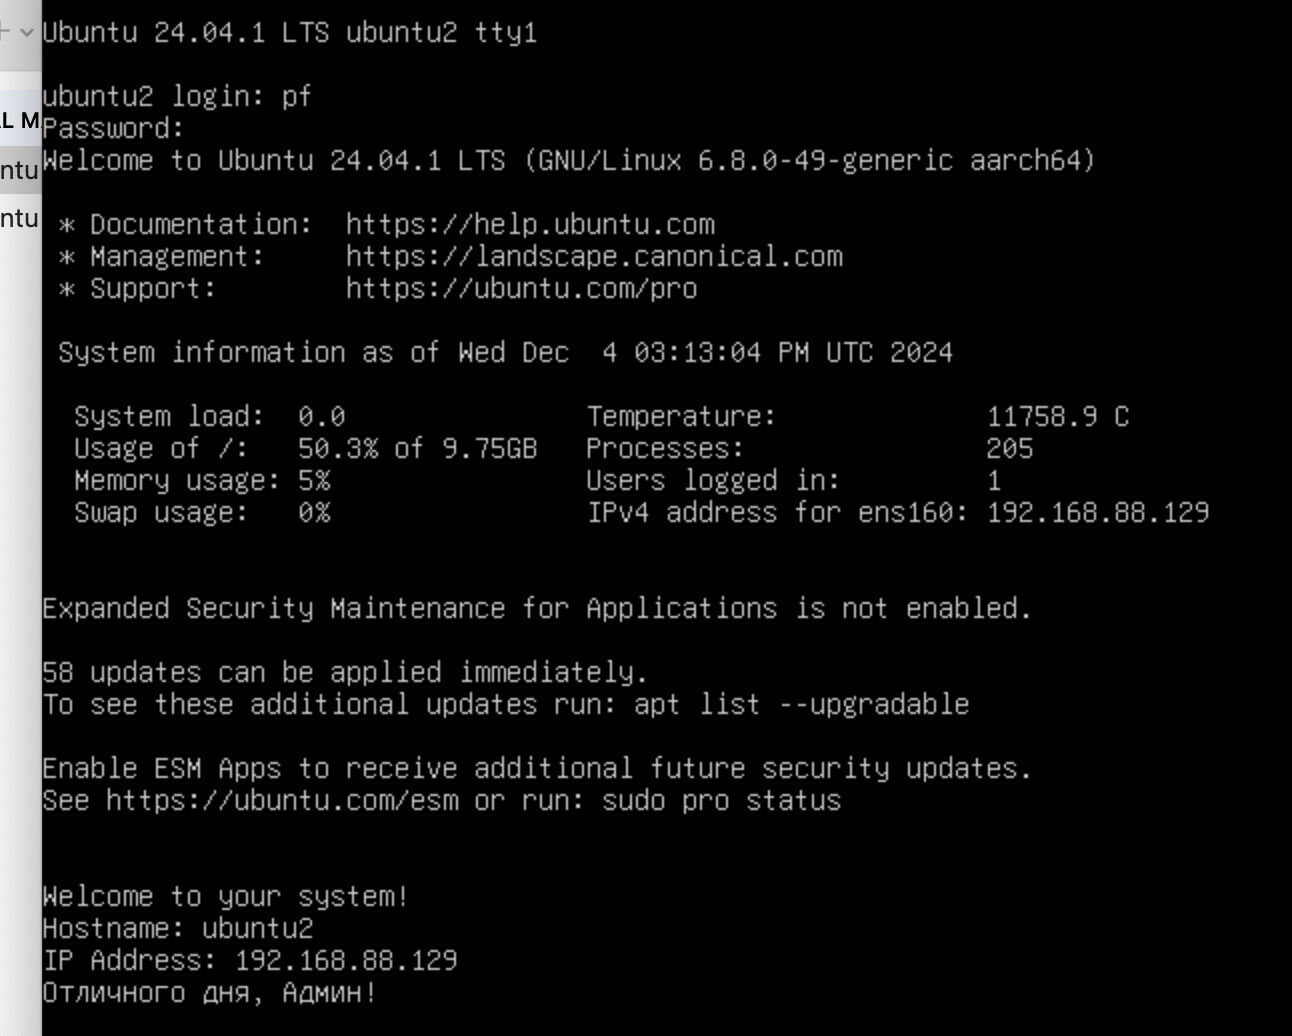 Ubuntu 24.04.1 LTS ubuntu2 tty1
ubuntu2 login: pf
Password:
Welcome to Ubuntu 24.04.1 LTS (GNU/Linux 6.8.0-49-generic aarch64)
* Documentation: https://help.ubuntu.com
* Management: https://landscape.canonical.com
* Support: https://ubuntu.com/pro
System information as of Wed Dec 4 03:13:04 PM UTC 2024
System load: 0.0 Temperature: 11758.9 C
Usage of /: 50.3% of 9.75GB Processes: 205
Memory usage: 5% Users logged in: 1
Swap usage: 0% IPv4 address for ens160: 192.168.88.129
Expanded Security Maintenance for Applications is not enabled.
58 updates can be applied immediately.
To see these additional updates run: apt list --upgradable
Enable ESM Apps to receive additional future security updates.
See https://ubuntu.com/esm or run: sudo pro status
Welcome to your system!
Hostname: ubuntu2
IP Address: 192.168.88.129
Отличного дня, Админ!